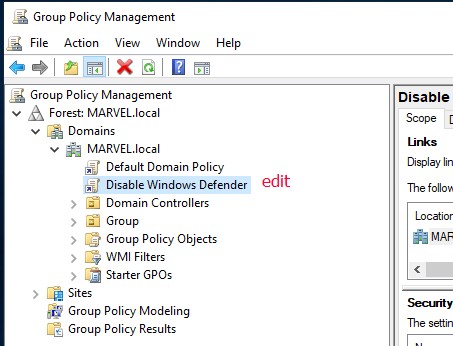 Group Policy Management
File Action View Window Help
Group Policy Management
Forest: MARVEL.local
Domains
MARVEL.local
Default Domain Policy
Disable Windows Defender edit
Domain Controllers
Group
Group Policy Objects
WMI Filters
Starter GPOs
Sites
Group Policy Modeling
Group Policy Results
Disable
Scope
Links
Display lin
The follow
Location
MAR
Security
The settin